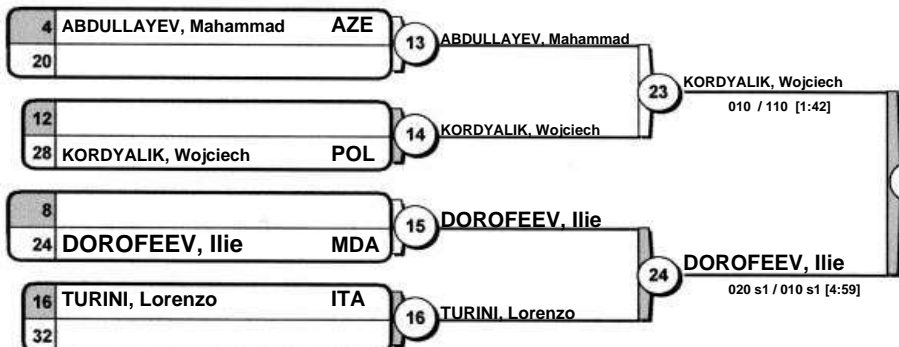 4 ABDULLAYEV, Mahammad AZE
20
13 ABDULLAYEV, Mahammad
12
28 KORDYALIK, Wojciech POL
14 KORDYALIK, Wojciech
23 KORDYALIK, Wojciech
010 / 110 [1:42]
8
24 DOROFEEV, Ilie MDA
15 DOROFEEV, Ilie
16 TURINI, Lorenzo ITA
32
16 TURINI, Lorenzo
24 DOROFEEV, Ilie
020 s1 / 010 s1 [4:59]